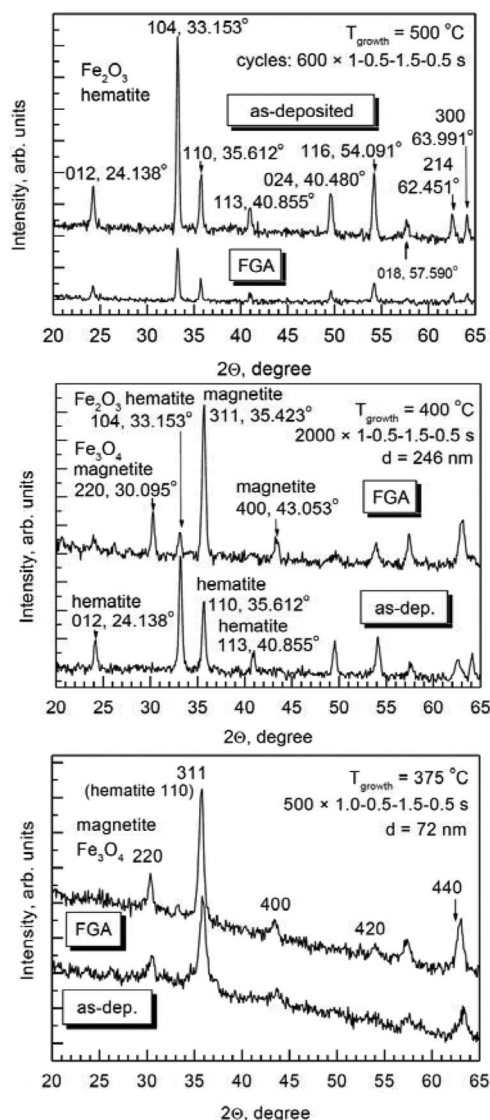 104, 33.153°
T growth = 500 °C
cycles: 600 × 1-0.5-1.5-0.5 s
Fe2O3
hematite
as-deposited
300
63.991°
012, 24.138°
110, 35.612°
116, 54.091°
214
62.451°
024, 40.480°
113, 40.855°
FGA
018, 57.590°
Intensity, arb. units
20 25 30 35 40 45 50 55 60 65
2Θ, degree
Fe2O3 hematite
104, 33.153°
magnetite
311, 35.423°
T growth = 400 °C
2000 × 1-0.5-1.5-0.5 s
d = 246 nm
Fe3O4
magnetite
220, 30.095°
magnetite
400, 43.053°
FGA
hematite
012, 24.138°
hematite
110, 35.612°
hematite
113, 40.855°
as-dep.
Intensity, arb. units
20 25 30 35 40 45 50 55 60 65
2Θ, degree
311
(hematite 110)
T growth = 375 °C
500 × 1.0-0.5-1.5-0.5 s
d = 72 nm
magnetite
Fe3O4
220
400
420
440
FGA
as-dep.
Intensity, arb. units
20 25 30 35 40 45 50 55 60 65
2Θ, degree